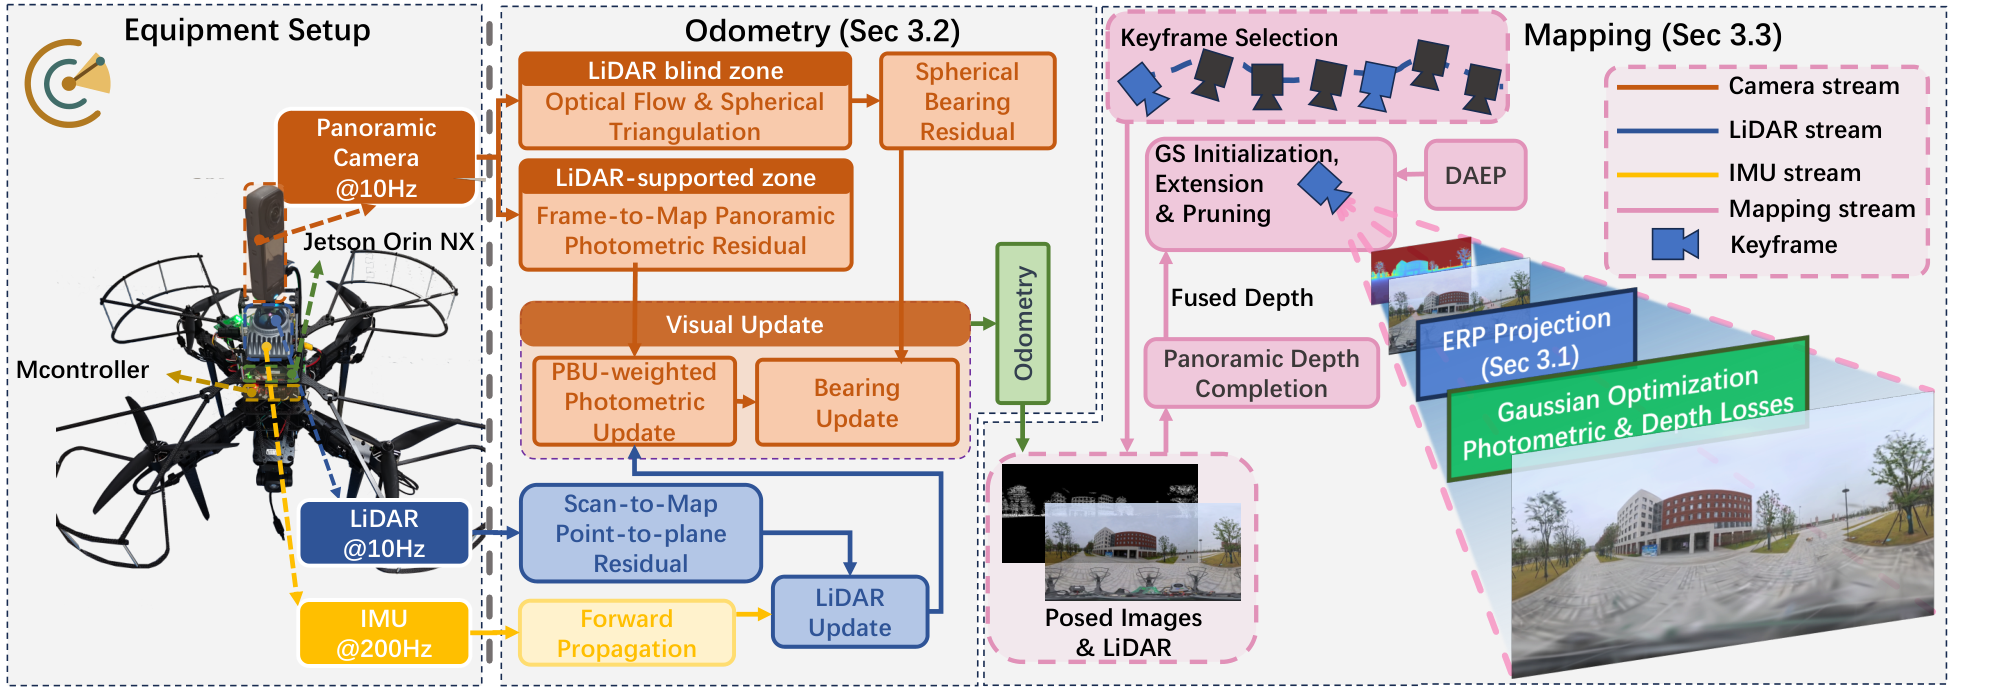 Equipment Setup
Panoramic
Camera
@10Hz
Jetson Orin NX
Mcontroller
LiDAR
@10Hz
IMU
@200Hz
Odometry (Sec 3.2)
LiDAR blind zone
Optical Flow & Spherical
Triangulation
Spherical
Bearing
Residual
LiDAR-supported zone
Frame-to-Map Panoramic
Photometric Residual
Visual Update
PBU-weighted
Photometric
Update
Bearing
Update
Odometry
Scan-to-Map
Point-to-plane
Residual
LiDAR
Update
Forward
Propagation
Mapping (Sec 3.3)
Keyframe Selection
Camera stream
LiDAR stream
IMU stream
Mapping stream
Keyframe
GS Initialization,
Extension
& Pruning
DAEP
Fused Depth
Panoramic Depth
Completion
ERP Projection
(Sec 3.1)
Gaussian Optimization
Photometric & Depth Losses
Posed Images
& LiDAR